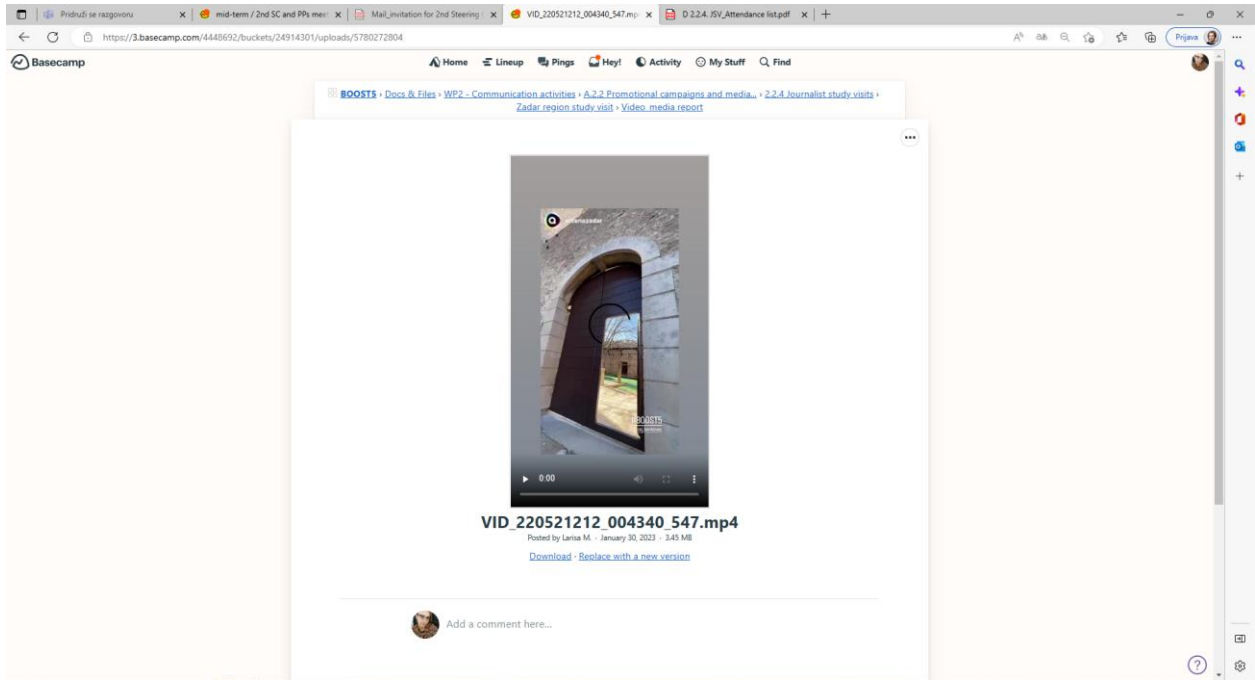 Pridruži se razgovoru
mid-term / 2nd SC and PPs meet
Mail_invitation for 2nd Steering
VID_220521212_004340_547.mp
D 2.2.4. JSV_Attendance list.pdf
https://3.basecamp.com/4448692/buckets/24914301/uploads/5780272804
Prijava
Basecamp
Home Lineup Pings Hey! Activity My Stuff Find
BOOST5 › Docs & Files › WP2 - Communication activities › A.2.2 Promotional campaigns and media... › 2.2.4 Journalist study visits ›
Zadar region study visit › Video_media report
#BOOST5
0:00
VID_220521212_004340_547.mp4
Posted by Larisa M. · January 30, 2023 · 3.45 MB
Download · Replace with a new version
Add a comment here...